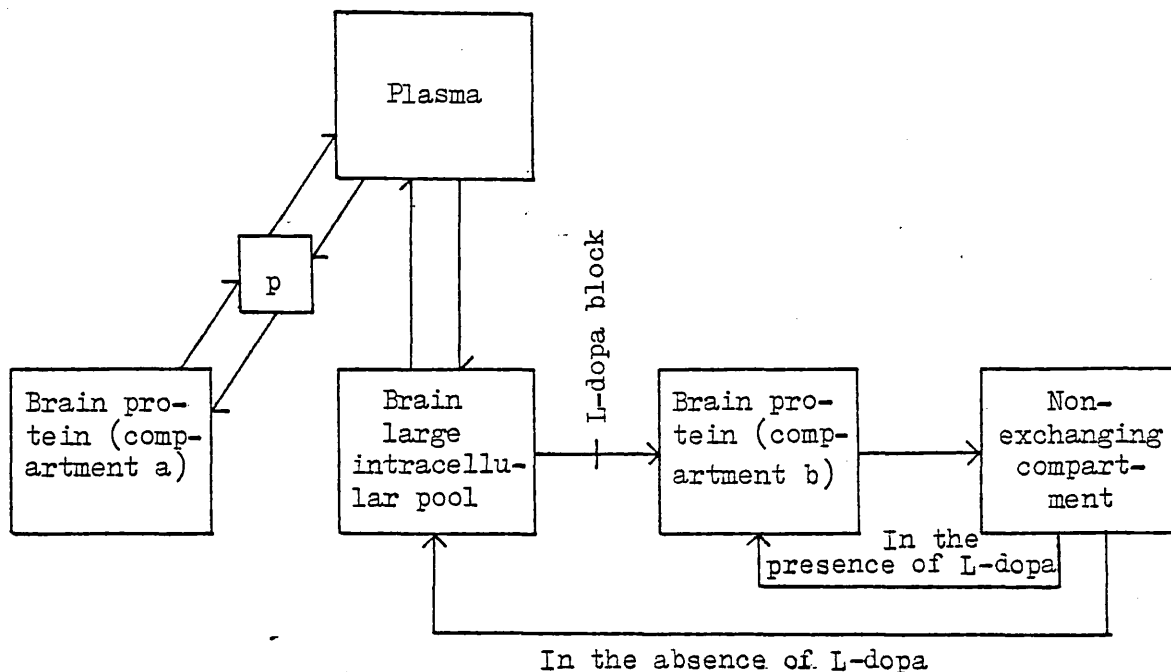 Plasma
p
L-dopa block
Brain pro-
tein (comp-
artment a)
Brain
large
intracellu-
lar pool
Brain pro-
tein (comp-
artment b)
Non-
exchanging
compart-
ment
In the
presence of L-dopa
In the absence of L-dopa